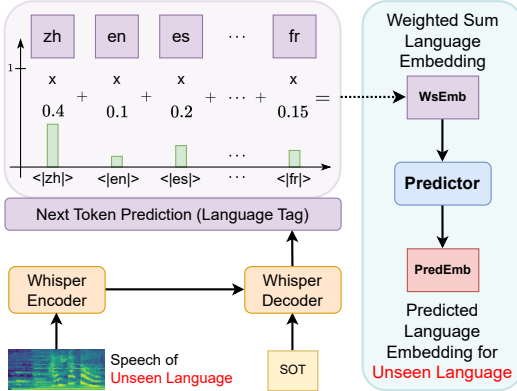 zh en es ... fr
1
x x x x
0.4 + 0.1 + 0.2 + ... + 0.15 =
<|zh|> <|en|> <|es|> ... <|fr|>
Next Token Prediction (Language Tag)
Whisper
Encoder
Whisper
Decoder
Speech of
Unseen Language
SOT
Weighted Sum
Language
Embedding
WsEmb
Predictor
PredEmb
Predicted
Language
Embedding for
Unseen Language